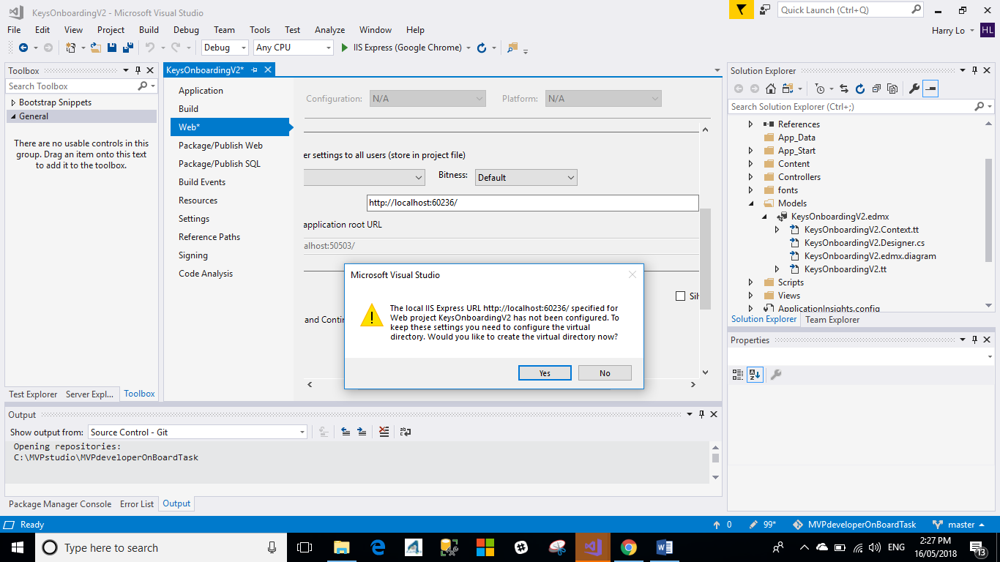 KeysOnboardingV2 - Microsoft Visual Studio
Quick Launch (Ctrl+Q)
File Edit View Project Build Debug Team Tools Test Analyze Window Help
Harry Lo HL
Debug Any CPU IIS Express (Google Chrome)
Toolbox
Search Toolbox
Bootstrap Snippets
General
There are no usable controls in this
group. Drag an item onto this text
to add it to the toolbox.
Test Explorer Server Expl... Toolbox
KeysOnboardingV2*
Application
Build
Web*
Package/Publish Web
Package/Publish SQL
Build Events
Resources
Settings
Reference Paths
Signing
Code Analysis
Configuration: N/A Platform: N/A
er settings to all users (store in project file)
Bitness: Default
http://localhost:60236/
application root URL
alhost:50503/
Sil
and Contin
Microsoft Visual Studio
The local IIS Express URL http://localhost:60236/ specified for
Web project KeysOnboardingV2 has not been configured. To
keep these settings you need to configure the virtual
directory. Would you like to create the virtual directory now?
Yes No
Solution Explorer
Search Solution Explorer (Ctrl+;)
References
App_Data
App_Start
Content
Controllers
fonts
Models
KeysOnboardingV2.edmx
KeysOnboardingV2.Context.tt
KeysOnboardingV2.Designer.cs
KeysOnboardingV2.edmx.diagram
KeysOnboardingV2.tt
Scripts
Views
ApplicationInsights.config
Solution Explorer Team Explorer
Properties
Output
Show output from: Source Control - Git
Opening repositories:
C:\MVPstudio\MVPdeveloperOnBoardTask
Package Manager Console Error List Output
Ready
0 99* MVPdeveloperOnBoardTask master
Type here to search
ENG
2:27 PM
16/05/2018
13